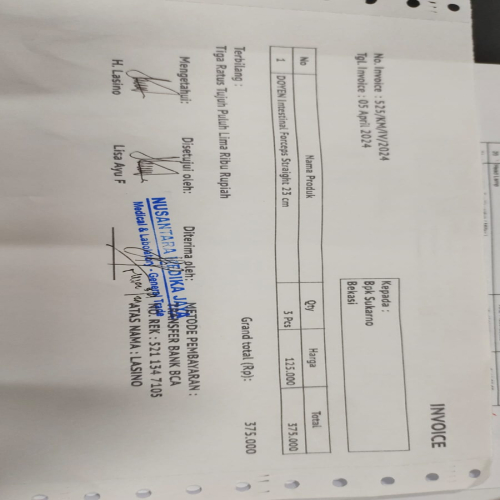 INVOICE
No. Invoice : 525/KM/IV/2024
Tgl. Invoice : 05 April 2024
Kepada :
Bpk Sukarno
Bekasi
No Nama Produk Qty Harga Total
1 DOYEN Intestinal Forceps Straight 23 cm 3 Pcs 125.000 375.000
Grand total (Rp): 375.000
Terbilang :
Tiga Ratus Tujuh Puluh Lima Ribu Rupiah
Mengetahui: Disetujui oleh: Diterima oleh:
H. Lasino Lisa Ayu F
NUSANTARA MEDIKA JAYA
Medical & Laboratory - General Trade
METODE PEMBAYARAN :
TRANSFER BANK BCA
NO. REK : 521 134 7105
ATAS NAMA : LASINO